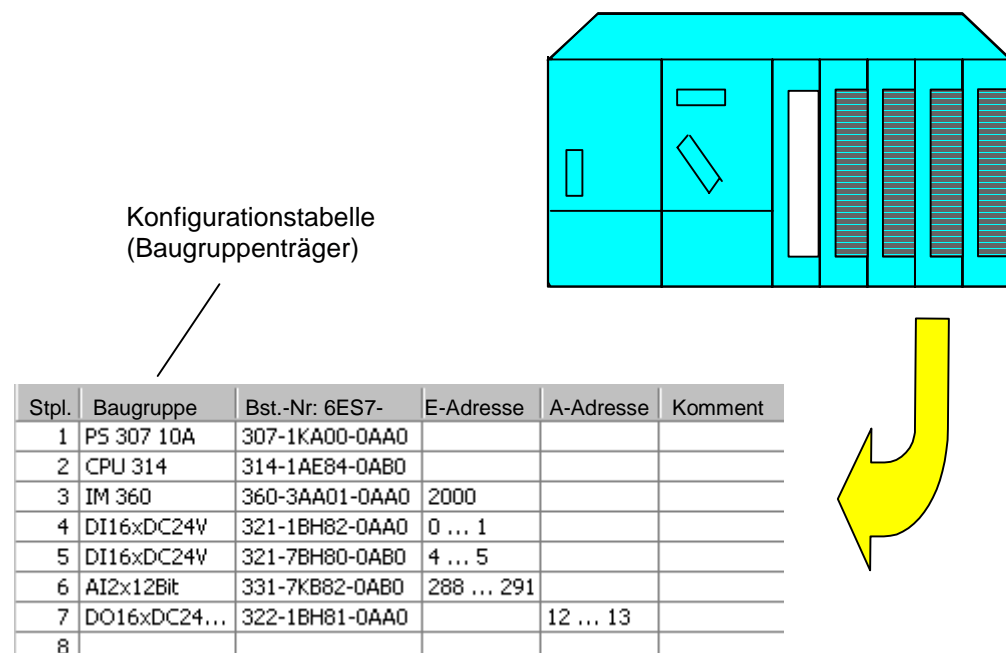 Konfigurationstabelle
(Baugruppenträger)
Stpl. Baugruppe Bst.-Nr: 6ES7- E-Adresse A-Adresse Komment
1 PS 307 10A 307-1KA00-0AA0
2 CPU 314 314-1AE84-0AB0
3 IM 360 360-3AA01-0AA0 2000
4 DI16xDC24V 321-1BH82-0AA0 0 ... 1
5 DI16xDC24V 321-7BH80-0AB0 4 ... 5
6 AI2x12Bit 331-7KB82-0AB0 288 ... 291
7 DO16xDC24... 322-1BH81-0AA0 12 ... 13
8